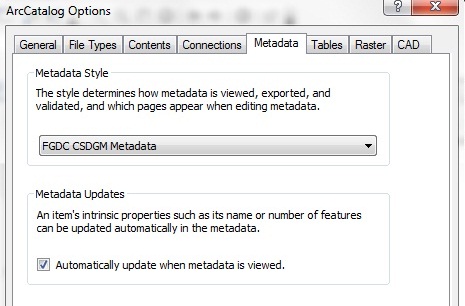 ArcCatalog Options
General File Types Contents Connections Metadata Tables Raster CAD
Metadata Style
The style determines how metadata is viewed, exported, and
validated, and which pages appear when editing metadata.
FGDC CSDGM Metadata
Metadata Updates
An item's intrinsic properties such as its name or number of features
can be updated automatically in the metadata.
Automatically update when metadata is viewed.